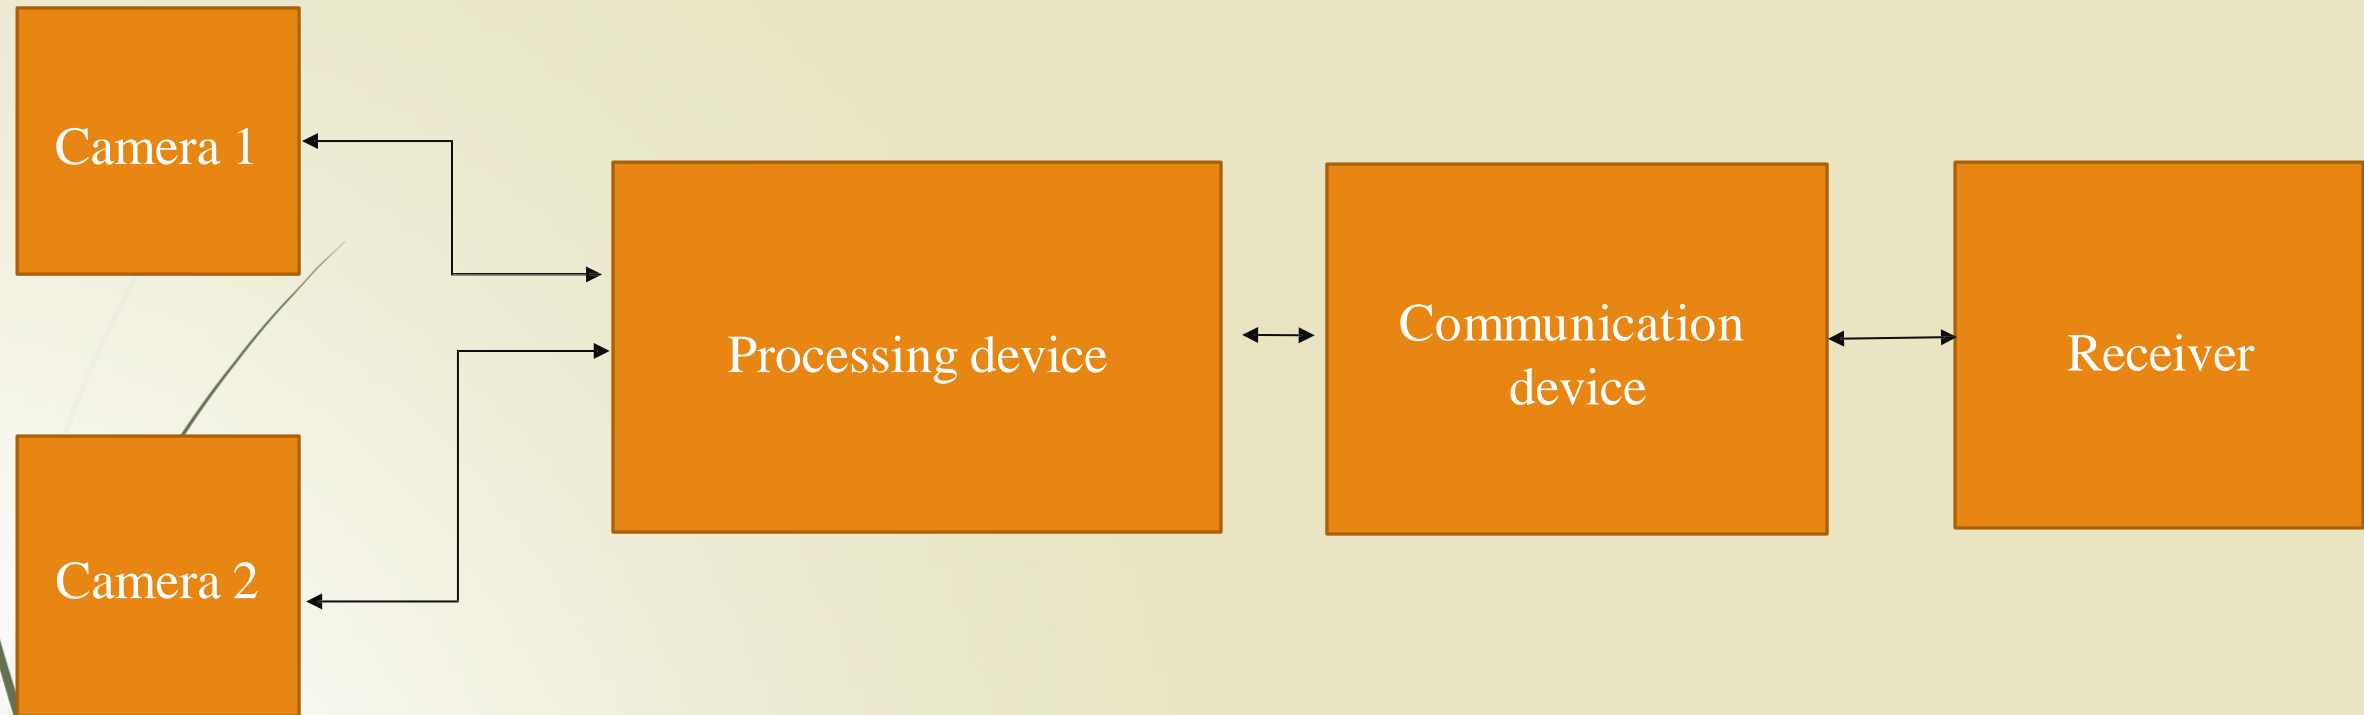 Camera 1
Processing device
Communication
device
Receiver
Camera 2